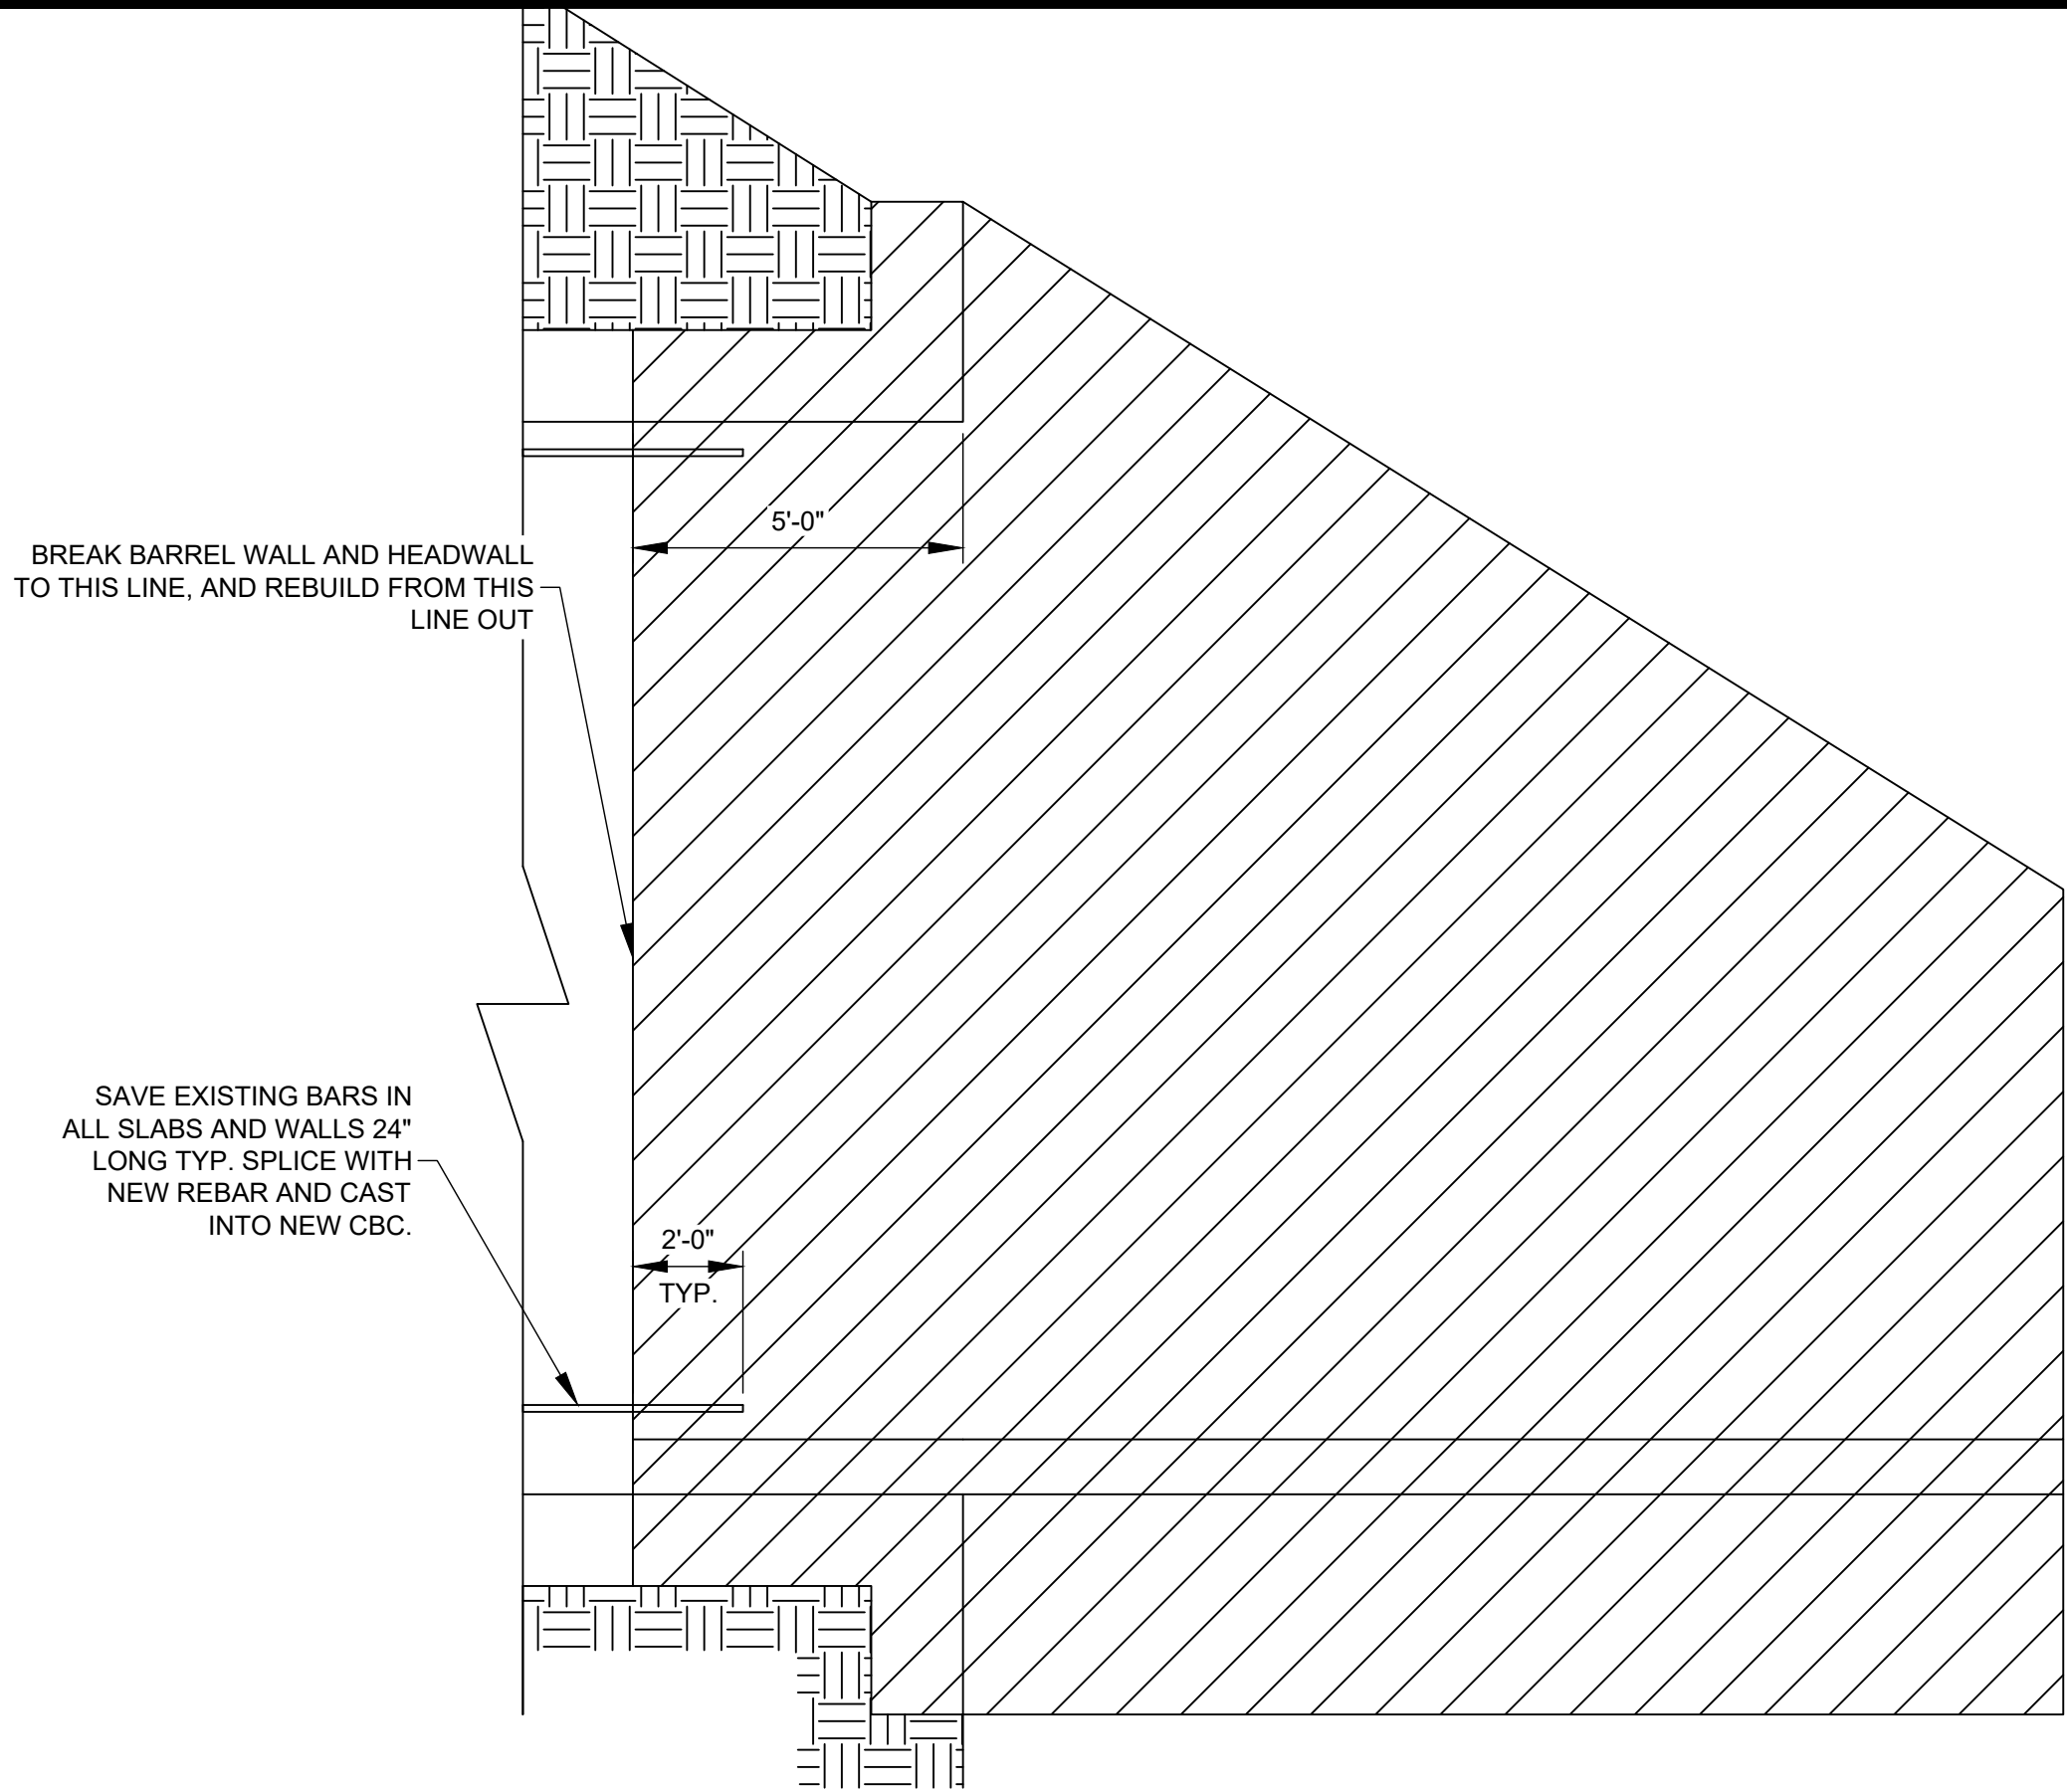 5'-0"
BREAK BARREL WALL AND HEADWALL
TO THIS LINE, AND REBUILD FROM THIS
LINE OUT
SAVE EXISTING BARS IN
ALL SLABS AND WALLS 24"
LONG TYP. SPLICE WITH
NEW REBAR AND CAST
INTO NEW CBC.
2'-0"
TYP.